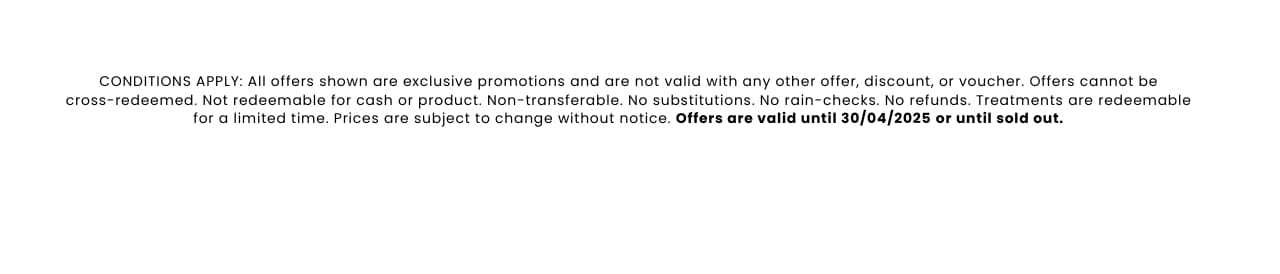 CONDITIONS APPLY: All offers shown are exclusive promotions and are not valid with any other offer, discount, or voucher. Offers cannot be
cross-redeemed. Not redeemable for cash or product. Non-transferable. No substitutions. No rain-checks. No refunds. Treatments are redeemable
for a limited time. Prices are subject to change without notice. Offers are valid until 30/04/2025 or until sold out.